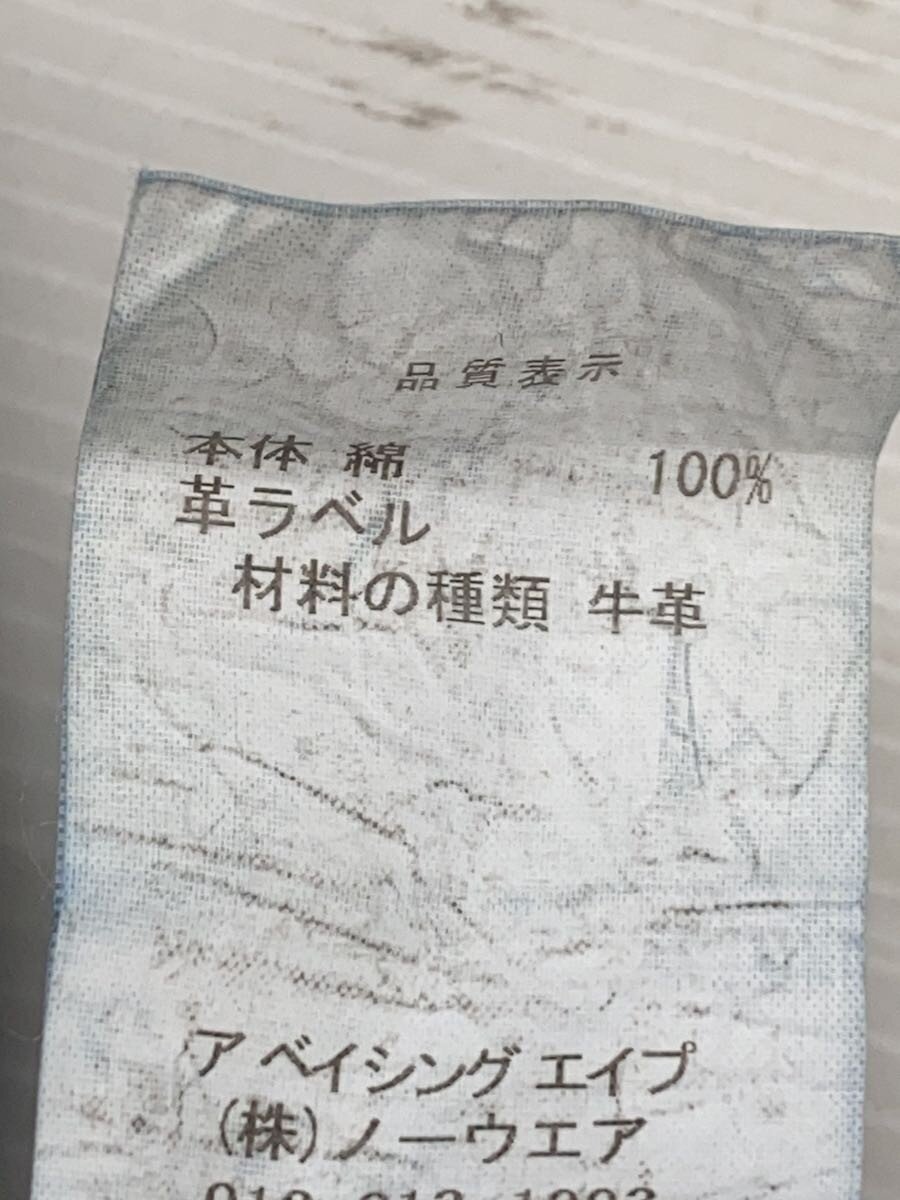 品質表示
本体 綿 100%
革ラベル
材料の種類 牛革
ア ベイシング エイプ
(株)ノーウエア